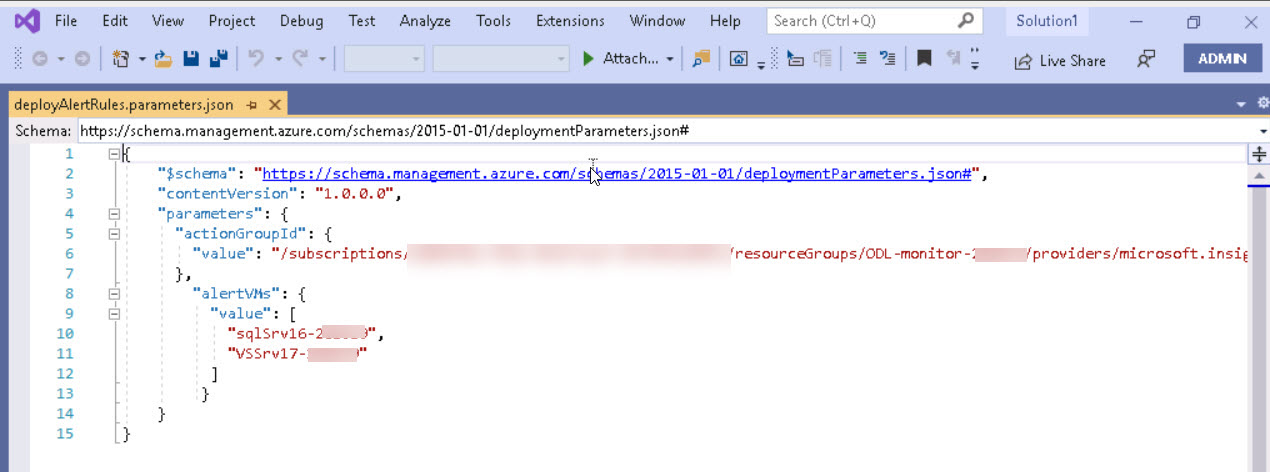 File Edit View Project Debug Test Analyze Tools Extensions Window Help Search (Ctrl+Q) Solution1
Attach... Live Share ADMIN
deployAlertRules.parameters.json
Schema: https://schema.management.azure.com/schemas/2015-01-01/deploymentParameters.json#
1 {
2 "$schema": "https://schema.management.azure.com/schemas/2015-01-01/deploymentParameters.json#",
3 "contentVersion": "1.0.0.0",
4 "parameters": {
5 "actionGroupId": {
6 "value": "/subscriptions/ /resourceGroups/ODL-monitor-2 /providers/microsoft.insig
7 },
8 "alertVMs": {
9 "value": [
10 "sqlSrv16-2 ",
11 "VSSrv17- "
12 ]
13 }
14 }
15 }